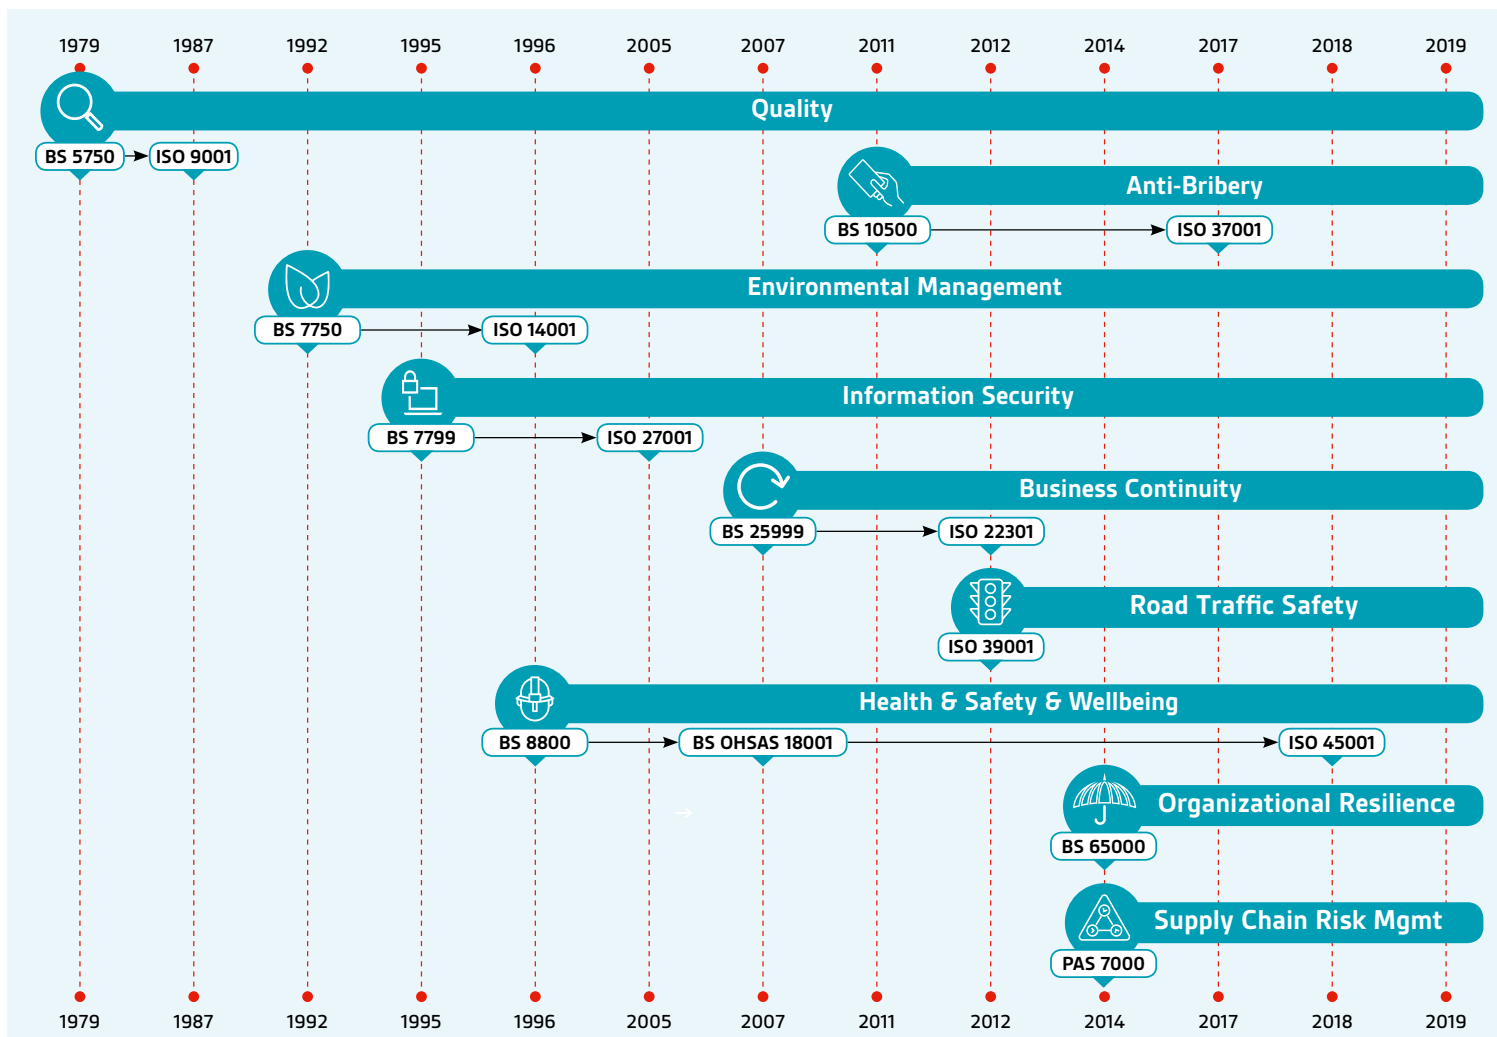 1979 1987 1992 1995 1996 2005 2007 2011 2012 2014 2017 2018 2019
Quality
BS 5750 ISO 9001
Anti-Bribery
BS 10500 ISO 37001
Environmental Management
BS 7750 ISO 14001
Information Security
BS 7799 ISO 27001
Business Continuity
BS 25999 ISO 22301
Road Traffic Safety
ISO 39001
Health & Safety & Wellbeing
BS 8800 BS OHSAS 18001 ISO 45001
Organizational Resilience
BS 65000
Supply Chain Risk Mgmt
PAS 7000
1979 1987 1992 1995 1996 2005 2007 2011 2012 2014 2017 2018 2019